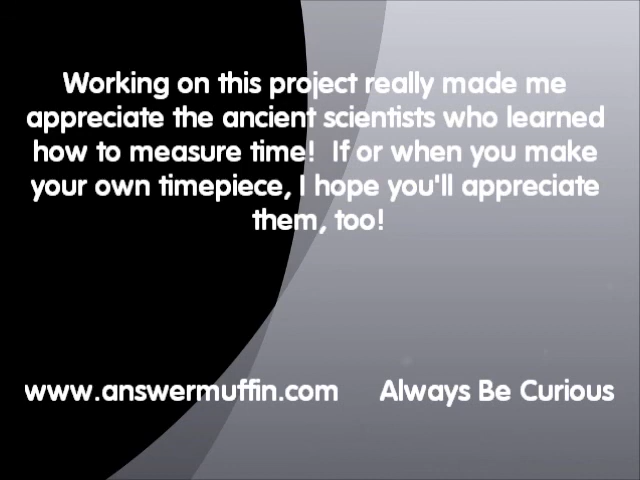 Working on this project really made me
appreciate the ancient scientists who learned
how to measure time!  If or when you make
your own timepiece, I hope you'll appreciate
them, too!
www.answermuffin.com
Always Be Curious